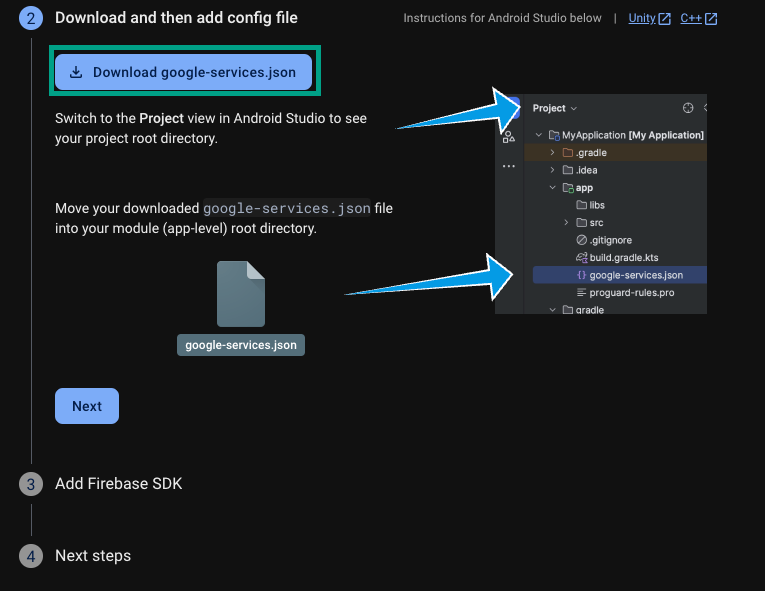 2 Download and then add config file
Instructions for Android Studio below | Unity C++
Download google-services.json
Switch to the Project view in Android Studio to see
your project root directory.
Move your downloaded google-services.json file
into your module (app-level) root directory.
google-services.json
Project
MyApplication [My Application]
.gradle
.idea
app
libs
src
.gitignore
build.gradle.kts
google-services.json
proguard-rules.pro
gradle
Next
3 Add Firebase SDK
4 Next steps